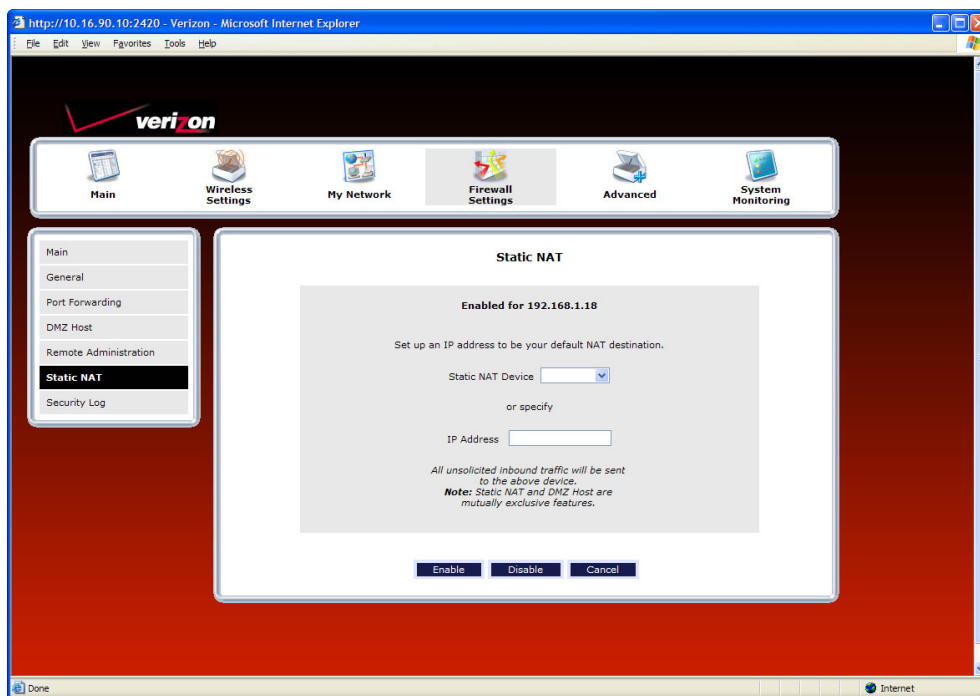 http://10.16.90.10:2420 - Verizon - Microsoft Internet Explorer
File Edit View Favorites Tools Help
verizon
Main
Wireless Settings
My Network
Firewall Settings
Advanced
System Monitoring
Main
General
Port Forwarding
DMZ Host
Remote Administration
Static NAT
Security Log
Static NAT
Enabled for 192.168.1.18
Set up an IP address to be your default NAT destination.
Static NAT Device
or specify
IP Address
All unsolicited inbound traffic will be sent
to the above device.
Note: Static NAT and DMZ Host are
mutually exclusive features.
Enable Disable Cancel
Done Internet